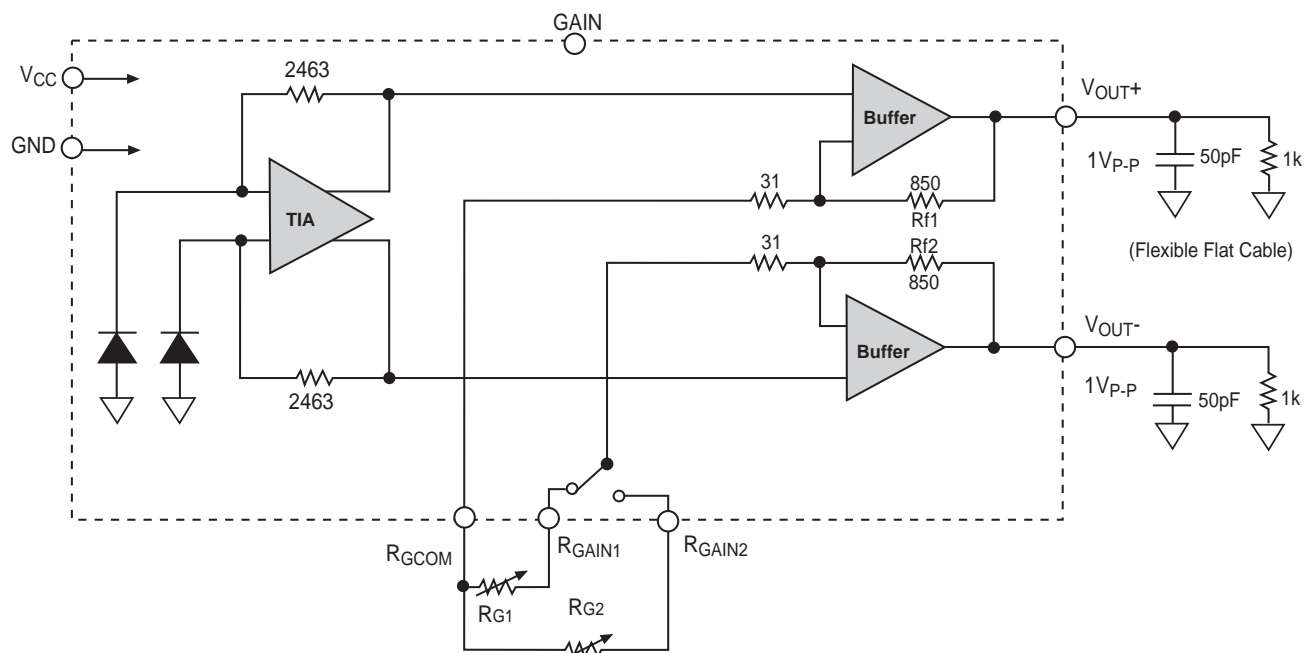 GAIN
VCC
2463
VOUT+
Buffer
GND
1VP-P
50pF
1k
31
850
Rf1
TIA
(Flexible Flat Cable)
31
Rf2
850
VOUT-
Buffer
1VP-P
50pF
1k
2463
RGCOM
RGAIN1
RGAIN2
RG1
RG2